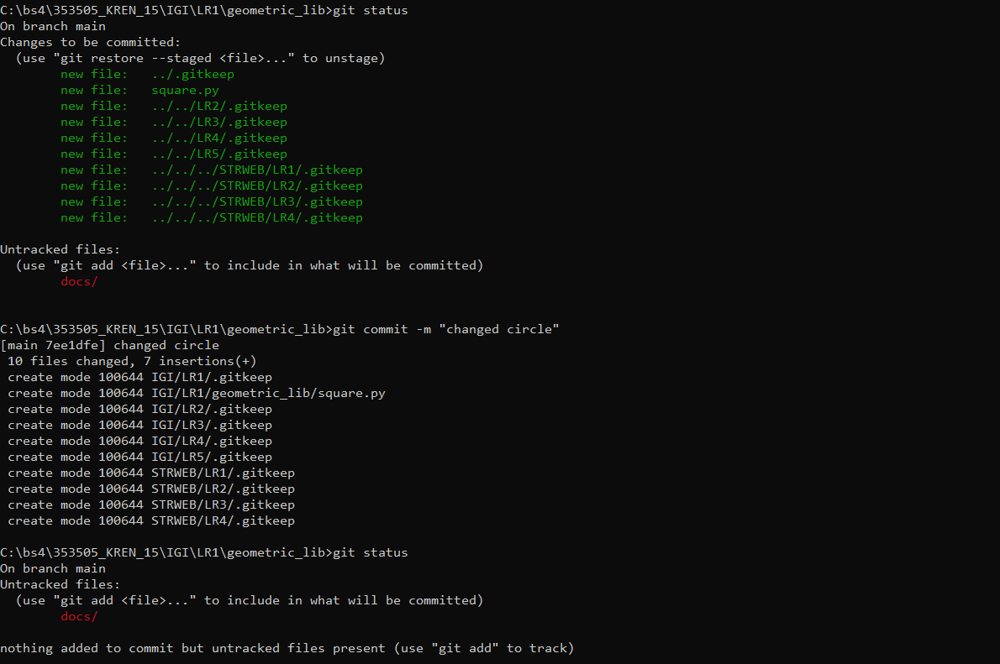 C:\bs4\353505_KREN_15\IGI\LR1\geometric_lib>git status
On branch main
Changes to be committed:
  (use "git restore --staged <file>..." to unstage)
        new file:   ../.gitkeep
        new file:   square.py
        new file:   ../../LR2/.gitkeep
        new file:   ../../LR3/.gitkeep
        new file:   ../../LR4/.gitkeep
        new file:   ../../LR5/.gitkeep
        new file:   ../../../STRWEB/LR1/.gitkeep
        new file:   ../../../STRWEB/LR2/.gitkeep
        new file:   ../../../STRWEB/LR3/.gitkeep
        new file:   ../../../STRWEB/LR4/.gitkeep

Untracked files:
  (use "git add <file>..." to include in what will be committed)
        docs/

C:\bs4\353505_KREN_15\IGI\LR1\geometric_lib>git commit -m "changed circle"
[main 7ee1dfe] changed circle
 10 files changed, 7 insertions(+)
 create mode 100644 IGI/LR1/.gitkeep
 create mode 100644 IGI/LR1/geometric_lib/square.py
 create mode 100644 IGI/LR2/.gitkeep
 create mode 100644 IGI/LR3/.gitkeep
 create mode 100644 IGI/LR4/.gitkeep
 create mode 100644 IGI/LR5/.gitkeep
 create mode 100644 STRWEB/LR1/.gitkeep
 create mode 100644 STRWEB/LR2/.gitkeep
 create mode 100644 STRWEB/LR3/.gitkeep
 create mode 100644 STRWEB/LR4/.gitkeep

C:\bs4\353505_KREN_15\IGI\LR1\geometric_lib>git status
On branch main
Untracked files:
  (use "git add <file>..." to include in what will be committed)
        docs/

nothing added to commit but untracked files present (use "git add" to track)